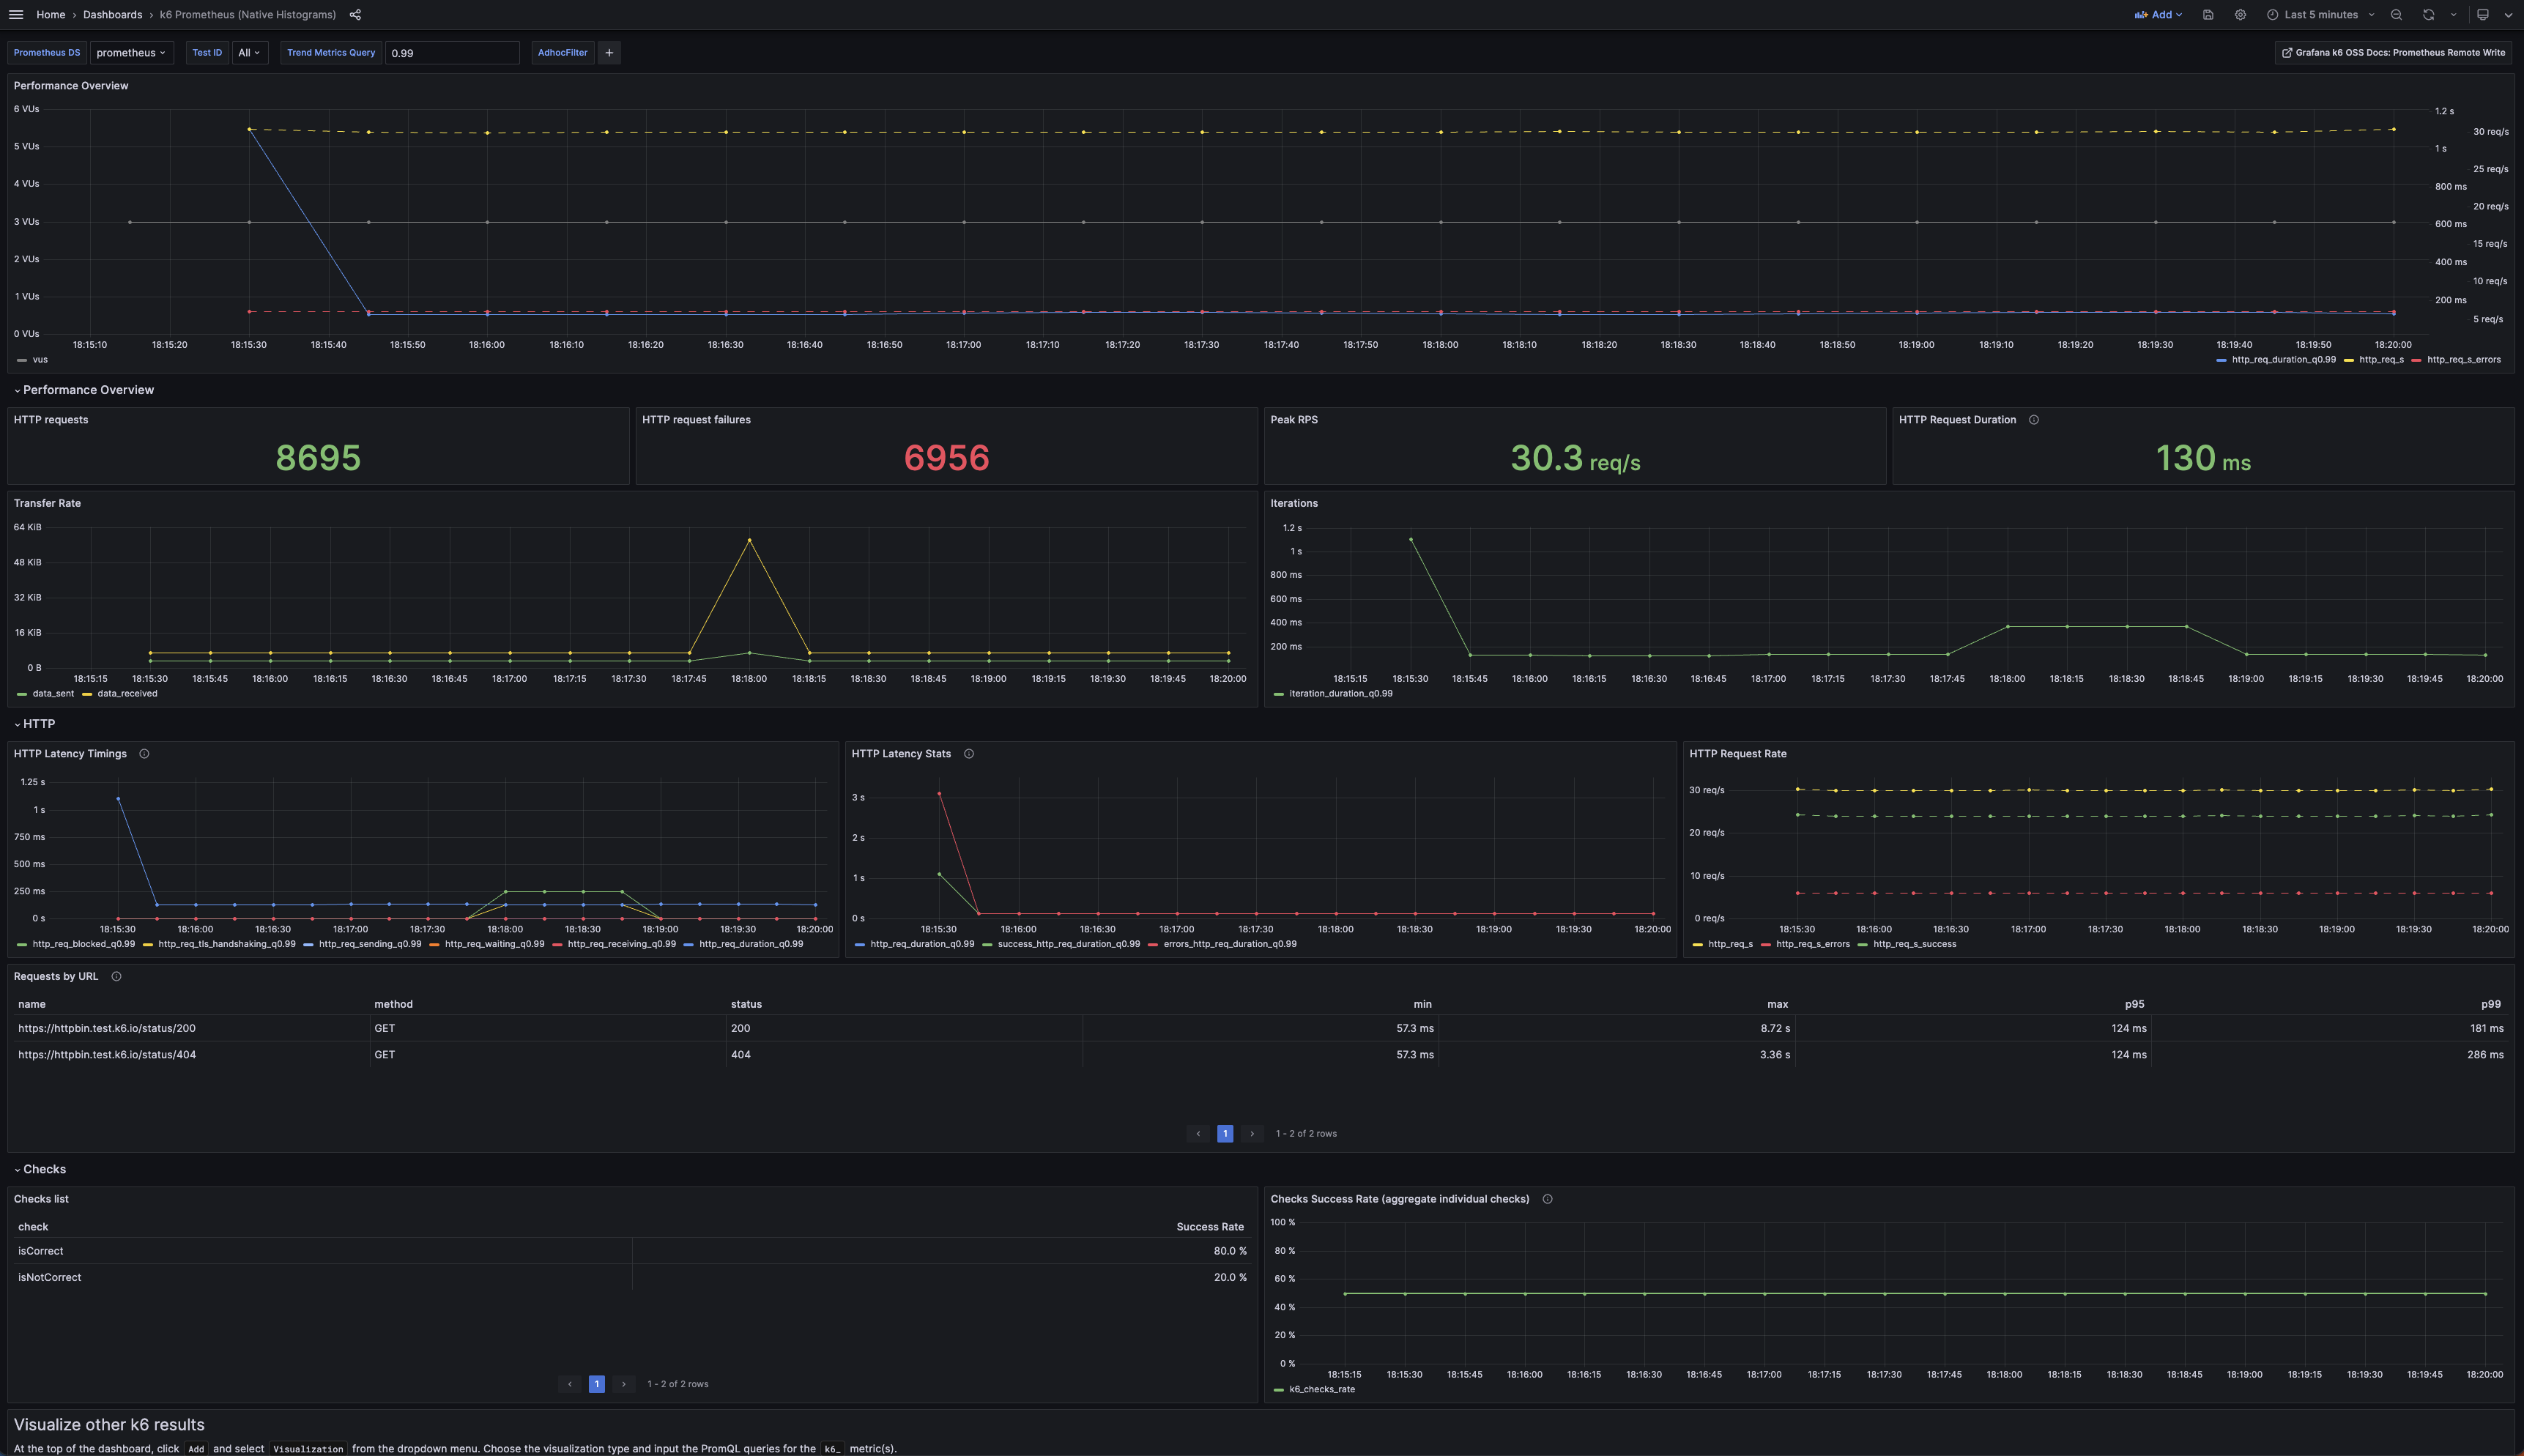 Home › Dashboards › k6 Prometheus (Native Histograms)
Add
Last 5 minutes
Prometheus DS prometheus Test ID All Trend Metrics Query 0.99 AdhocFilter +
Grafana k6 OSS Docs: Prometheus Remote Write
Performance Overview
6 VUs
5 VUs
4 VUs
3 VUs
2 VUs
1 VUs
0 VUs
1.2 s
1 s
800 ms
600 ms
400 ms
200 ms
30 req/s
25 req/s
20 req/s
15 req/s
10 req/s
5 req/s
18:15:10 18:15:20 18:15:30 18:15:40 18:15:50 18:16:00 18:16:10 18:16:20 18:16:30 18:16:40 18:16:50 18:17:00 18:17:10 18:17:20 18:17:30 18:17:40 18:17:50 18:18:00 18:18:10 18:18:20 18:18:30 18:18:40 18:18:50 18:19:00 18:19:10 18:19:20 18:19:30 18:19:40 18:19:50 18:20:00
vus
http_req_duration_q0.99 http_req_s http_req_s_errors
Performance Overview
HTTP requests
8695
HTTP request failures
6956
Peak RPS
30.3 req/s
HTTP Request Duration
130 ms
Transfer Rate
64 KiB
48 KiB
32 KiB
16 KiB
0 B
18:15:15 18:15:30 18:15:45 18:16:00 18:16:15 18:16:30 18:16:45 18:17:00 18:17:15 18:17:30 18:17:45 18:18:00 18:18:15 18:18:30 18:18:45 18:19:00 18:19:15 18:19:30 18:19:45 18:20:00
data_sent data_received
Iterations
1.2 s
1 s
800 ms
600 ms
400 ms
200 ms
18:15:15 18:15:30 18:15:45 18:16:00 18:16:15 18:16:30 18:16:45 18:17:00 18:17:15 18:17:30 18:17:45 18:18:00 18:18:15 18:18:30 18:18:45 18:19:00 18:19:15 18:19:30 18:19:45 18:20:00
iteration_duration_q0.99
HTTP
HTTP Latency Timings
1.25 s
1 s
750 ms
500 ms
250 ms
0 s
18:15:30 18:16:00 18:16:30 18:17:00 18:17:30 18:18:00 18:18:30 18:19:00 18:19:30 18:20:00
http_req_blocked_q0.99 http_req_tls_handshaking_q0.99 http_req_sending_q0.99 http_req_waiting_q0.99 http_req_receiving_q0.99 http_req_duration_q0.99
HTTP Latency Stats
3 s
2 s
1 s
0 s
18:15:30 18:16:00 18:16:30 18:17:00 18:17:30 18:18:00 18:18:30 18:19:00 18:19:30 18:20:00
http_req_duration_q0.99 success_http_req_duration_q0.99 errors_http_req_duration_q0.99
HTTP Request Rate
30 req/s
20 req/s
10 req/s
0 req/s
18:15:30 18:16:00 18:16:30 18:17:00 18:17:30 18:18:00 18:18:30 18:19:00 18:19:30 18:20:00
http_req_s http_req_s_errors http_req_s_success
Requests by URL
name method status min max p95 p99
https://httpbin.test.k6.io/status/200 GET 200 57.3 ms 8.72 s 124 ms 181 ms
https://httpbin.test.k6.io/status/404 GET 404 57.3 ms 3.36 s 124 ms 286 ms
‹ 1 › 1 - 2 of 2 rows
Checks
Checks list
check Success Rate
isCorrect 80.0 %
isNotCorrect 20.0 %
‹ 1 › 1 - 2 of 2 rows
Checks Success Rate (aggregate individual checks)
100 %
80 %
60 %
40 %
20 %
0 %
18:15:15 18:15:30 18:15:45 18:16:00 18:16:15 18:16:30 18:16:45 18:17:00 18:17:15 18:17:30 18:17:45 18:18:00 18:18:15 18:18:30 18:18:45 18:19:00 18:19:15 18:19:30 18:19:45 18:20:00
k6_checks_rate
Visualize other k6 results
At the top of the dashboard, click Add and select Visualization from the dropdown menu. Choose the visualization type and input the PromQL queries for the k6_ metric(s).